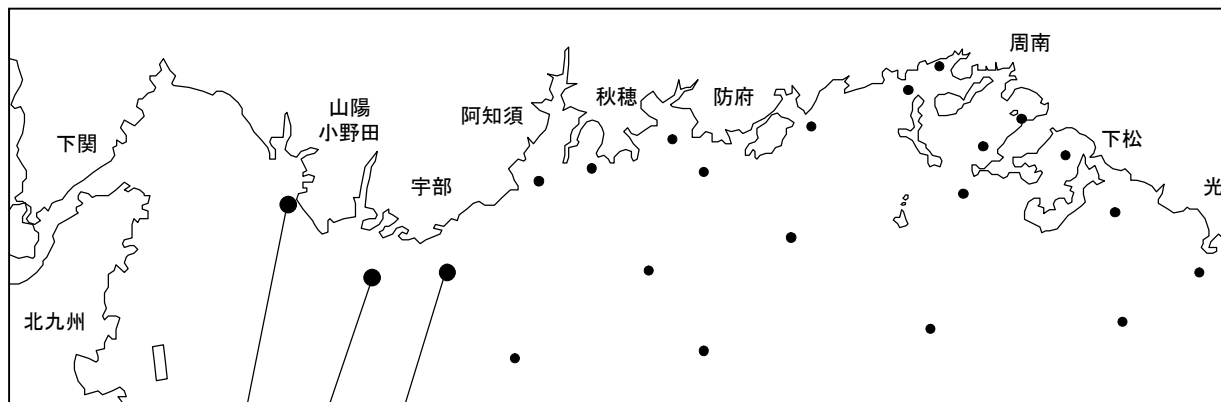 周南
山陽
小野田
秋穂
防府
阿知須
下関
下松
宇部
光
北九州